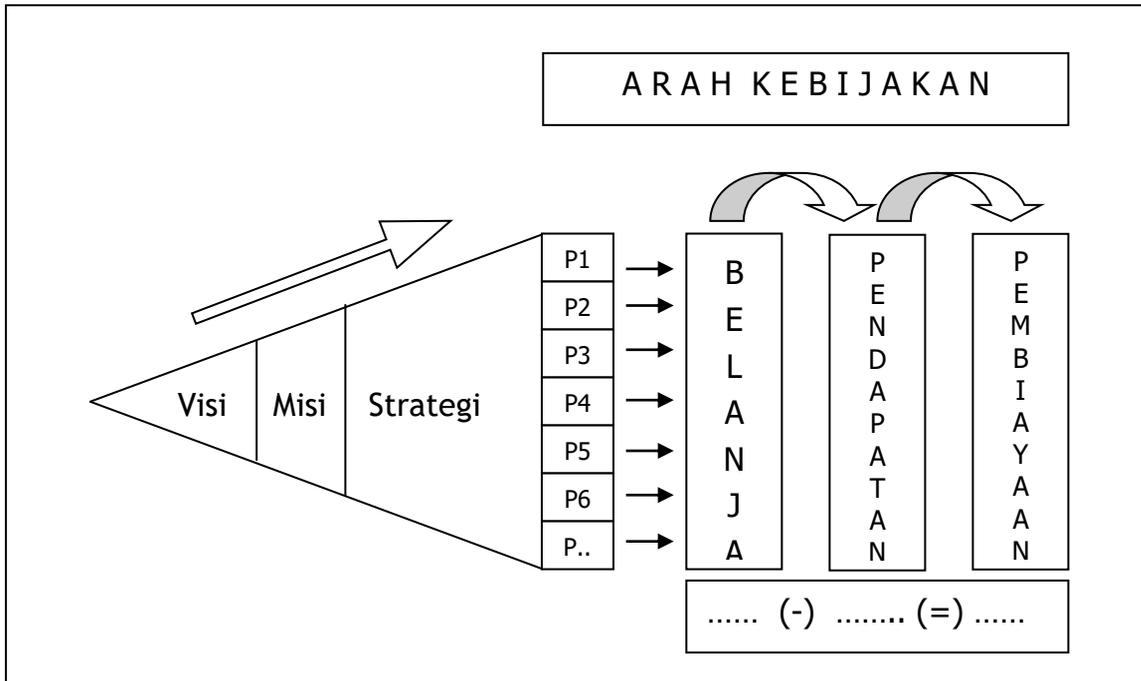 ARAH KEBIJAKAN
Visi
Misi
Strategi
P1
P2
P3
P4
P5
P6
P..
BELANJA
PENDAPATAN
PEMBIAYAAN
...... (-) ........ (=) ......